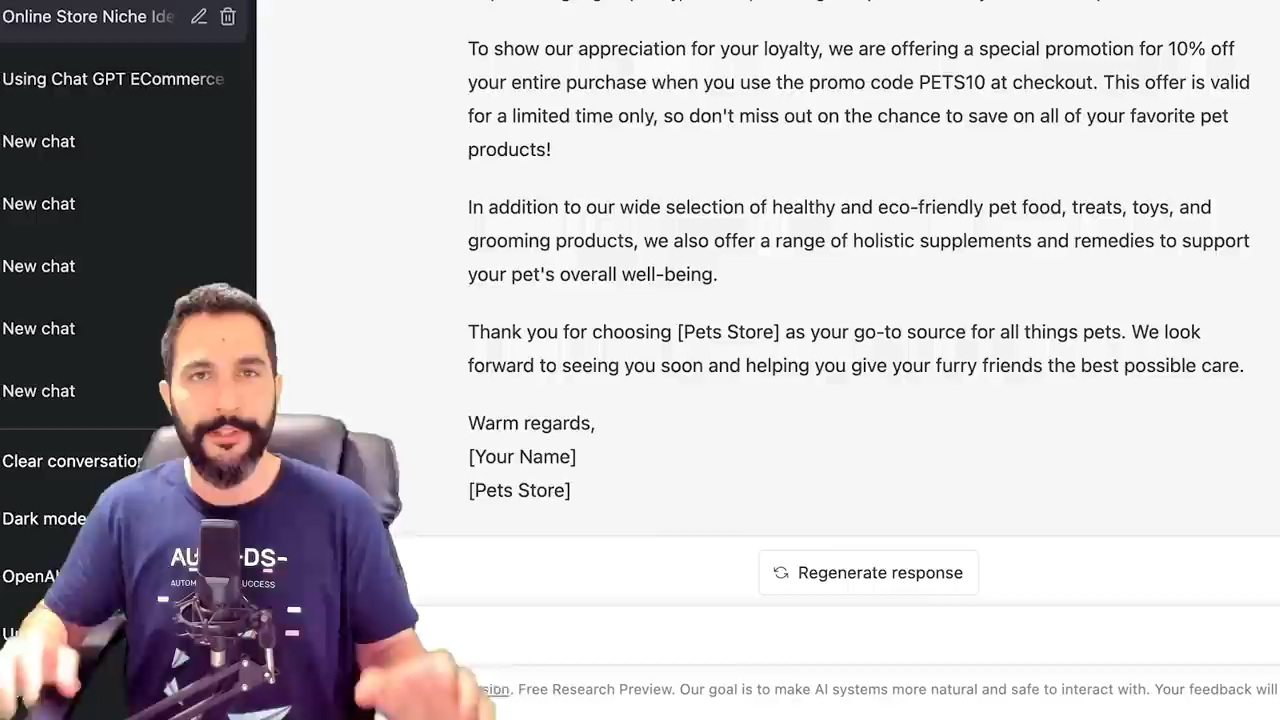 Online Store Niche Ide
Using Chat GPT ECommerce
New chat
New chat
New chat
New chat
New chat
Clear conversation
Dark mode
OpenAI
To show our appreciation for your loyalty, we are offering a special promotion for 10% off
your entire purchase when you use the promo code PETS10 at checkout. This offer is valid
for a limited time only, so don't miss out on the chance to save on all of your favorite pet
products!
In addition to our wide selection of healthy and eco-friendly pet food, treats, toys, and
grooming products, we also offer a range of holistic supplements and remedies to support
your pet's overall well-being.
Thank you for choosing [Pets Store] as your go-to source for all things pets. We look
forward to seeing you soon and helping you give your furry friends the best possible care.
Warm regards,
[Your Name]
[Pets Store]
Regenerate response
sion. Free Research Preview. Our goal is to make AI systems more natural and safe to interact with. Your feedback will